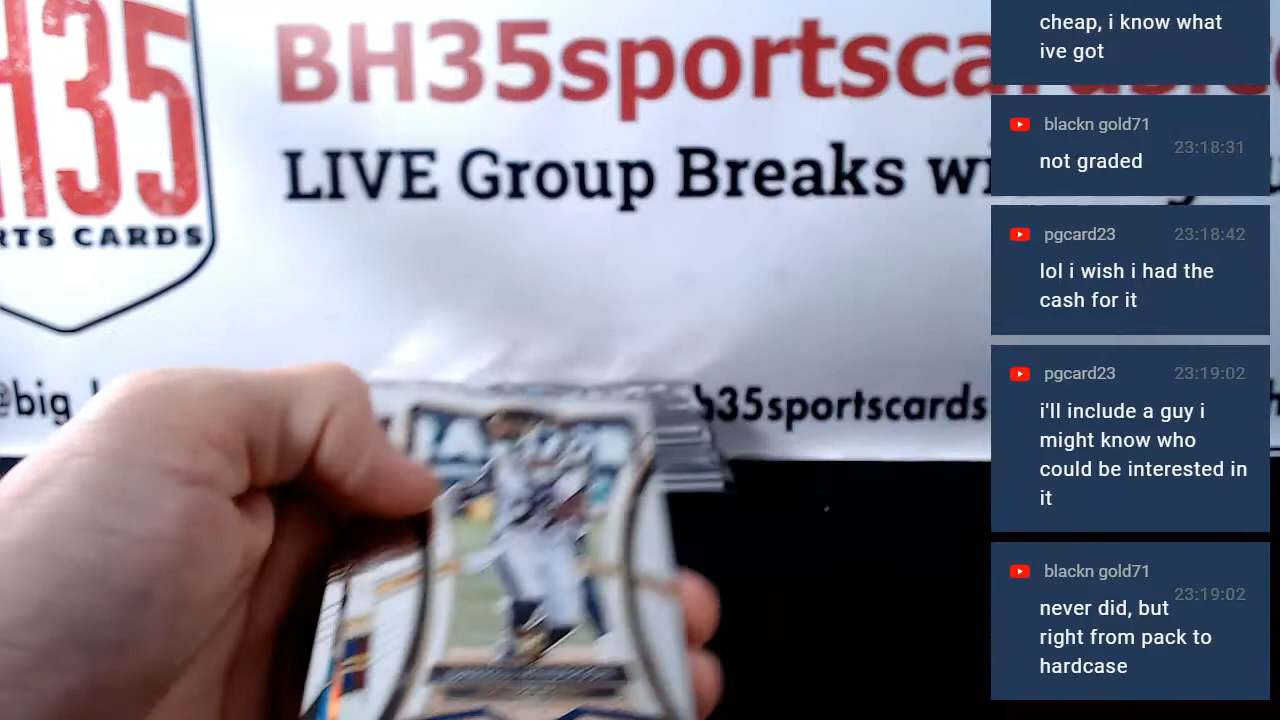 H35
RTS CARDS
BH35sportsca
LIVE Group Breaks wi
@big
h35sportscards
cheap, i know what
ive got
blackn gold71
23:18:31
not graded
pgcard23
23:18:42
lol i wish i had the
cash for it
pgcard23
23:19:02
i'll include a guy i
might know who
could be interested in
it
blackn gold71
23:19:02
never did, but
right from pack to
hardcase